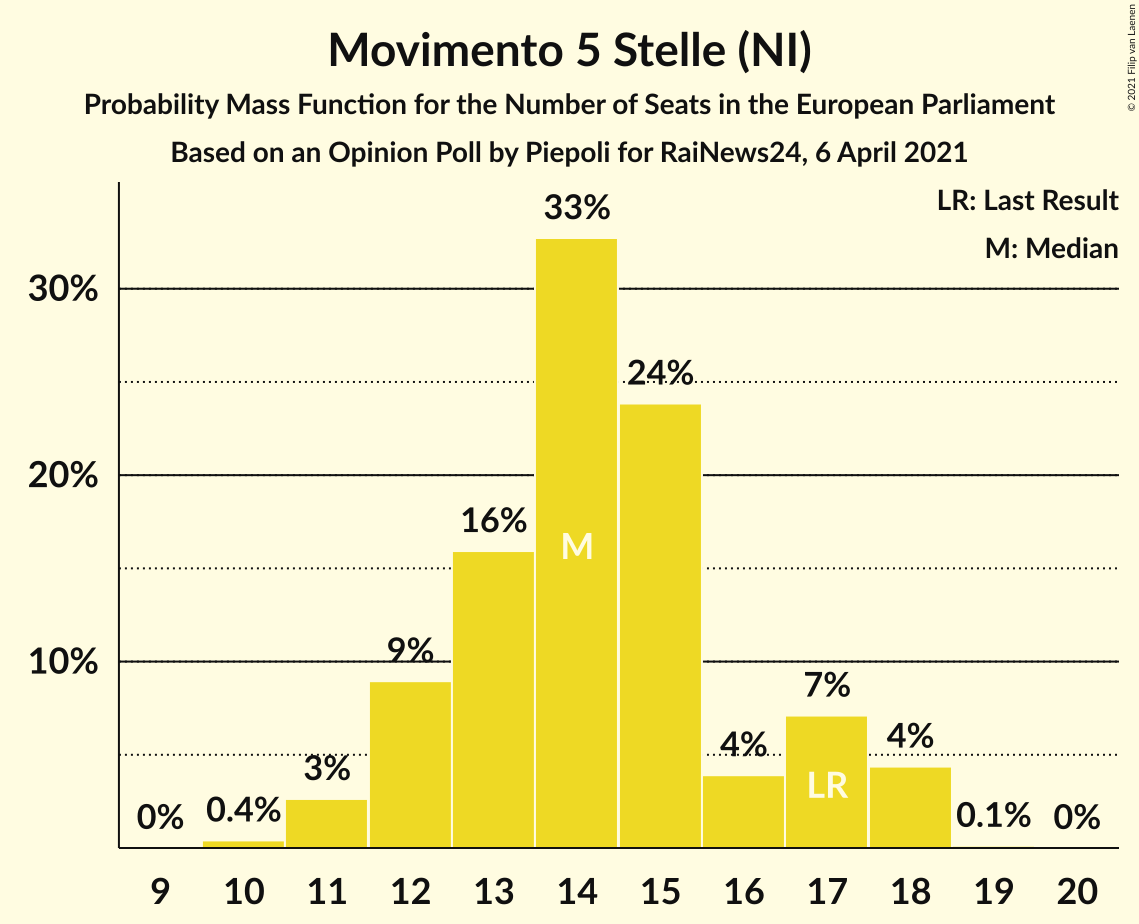 Movimento 5 Stelle (NI)
Probability Mass Function for the Number of Seats in the European Parliament
Based on an Opinion Poll by Piepoli for RaiNews24, 6 April 2021
© 2021 Filip van Laenen
LR: Last Result
M: Median
33%
30%
24%
20%
16%
M
10%
9%
7%
4%
4%
3%
LR
0%
0.4%
0.1%
0%
9 10 11 12 13 14 15 16 17 18 19 20